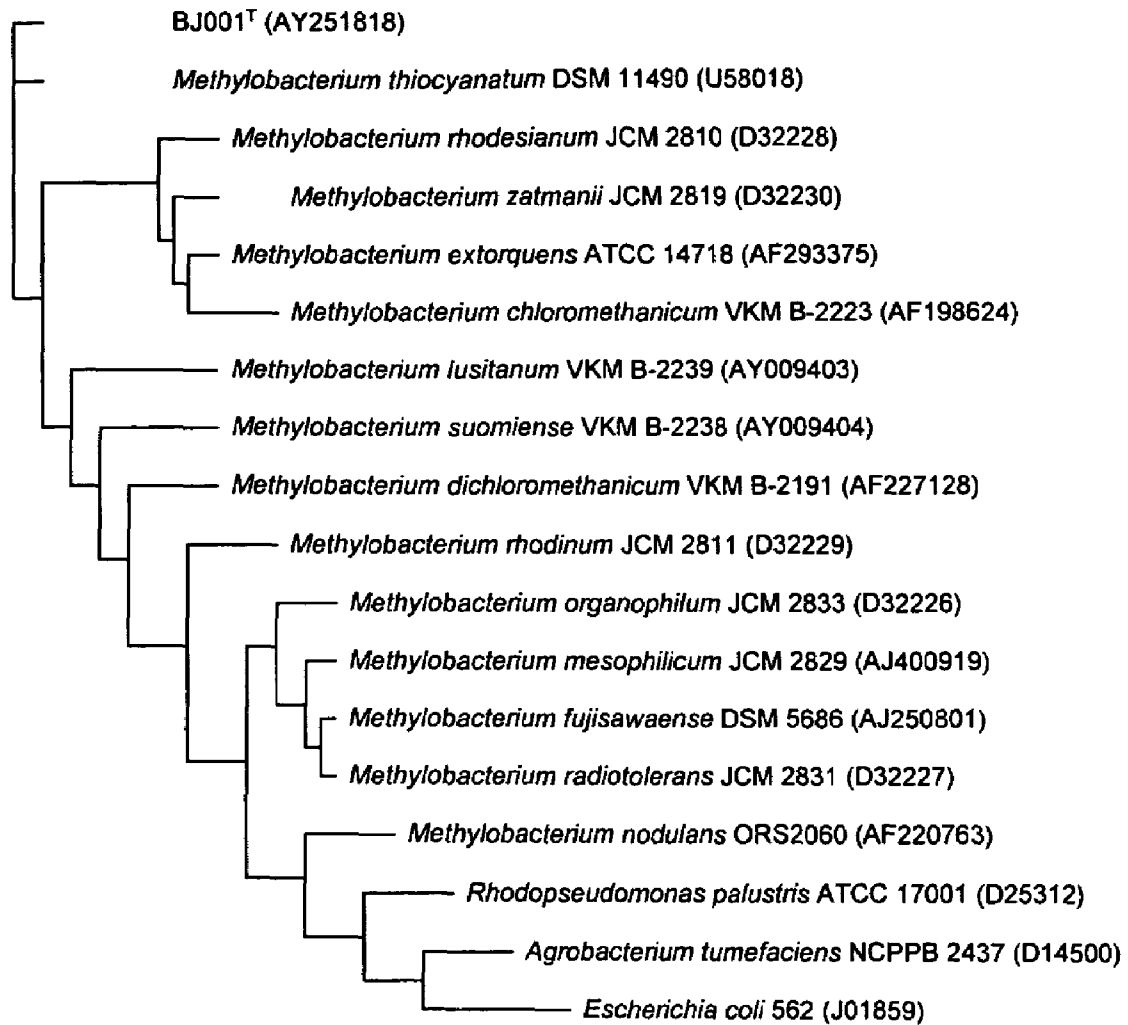 BJ001ᵀ (AY251818)
Methylobacterium thiocyanatum DSM 11490 (U58018)
Methylobacterium rhodesianum JCM 2810 (D32228)
Methylobacterium zatmanii JCM 2819 (D32230)
Methylobacterium extorquens ATCC 14718 (AF293375)
Methylobacterium chloromethanicum VKM B-2223 (AF198624)
Methylobacterium lusitanum VKM B-2239 (AY009403)
Methylobacterium suomiense VKM B-2238 (AY009404)
Methylobacterium dichloromethanicum VKM B-2191 (AF227128)
Methylobacterium rhodinum JCM 2811 (D32229)
Methylobacterium organophilum JCM 2833 (D32226)
Methylobacterium mesophilicum JCM 2829 (AJ400919)
Methylobacterium fujisawaense DSM 5686 (AJ250801)
Methylobacterium radiotolerans JCM 2831 (D32227)
Methylobacterium nodulans ORS2060 (AF220763)
Rhodopseudomonas palustris ATCC 17001 (D25312)
Agrobacterium tumefaciens NCPPB 2437 (D14500)
Escherichia coli 562 (J01859)